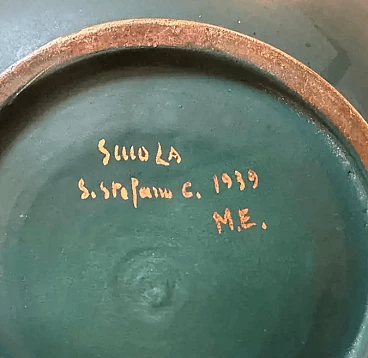 SCUOLA
S. Stefano C. 1939
M.E.